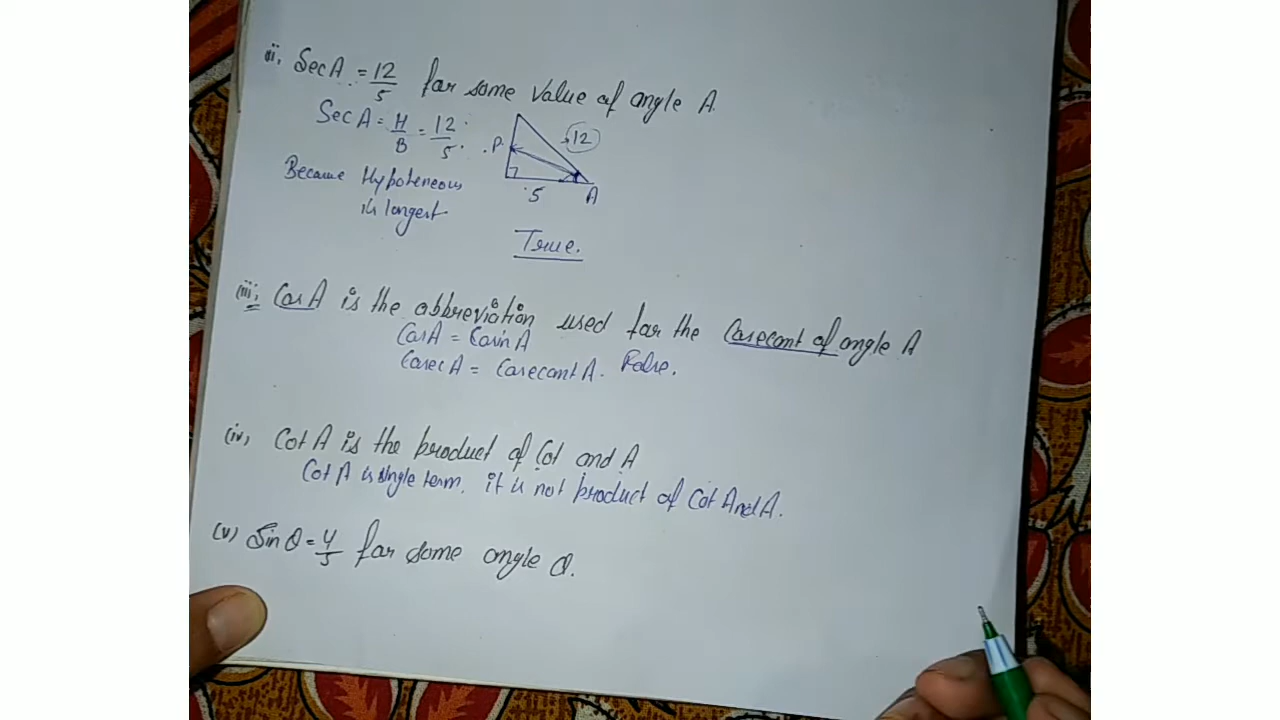 ii, Sec A = 12/5 for some value of angle A.
Sec A = H/B = 12/5.
P
12
5
A
Because Hypoteneous
is longest
True.
(iii) Cos A is the abbreviation used for the Cosecant of angle A
Cos A = Cosin A
Cosec A = Cosecant A. False.
(iv) Cot A is the product of Cot and A
Cot A is single term. it is not product of Cot And A.
(v) Sin θ = 4/5 for some angle θ.